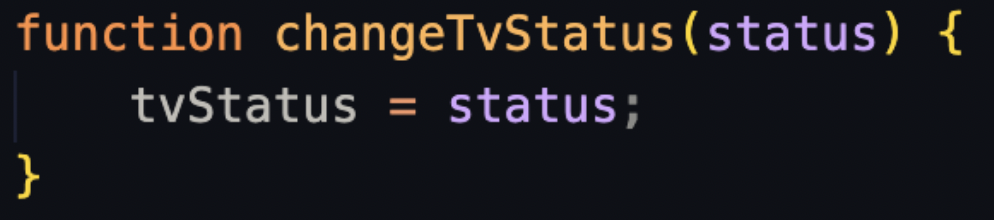 function changeTvStatus(status) {
    tvStatus = status;
}